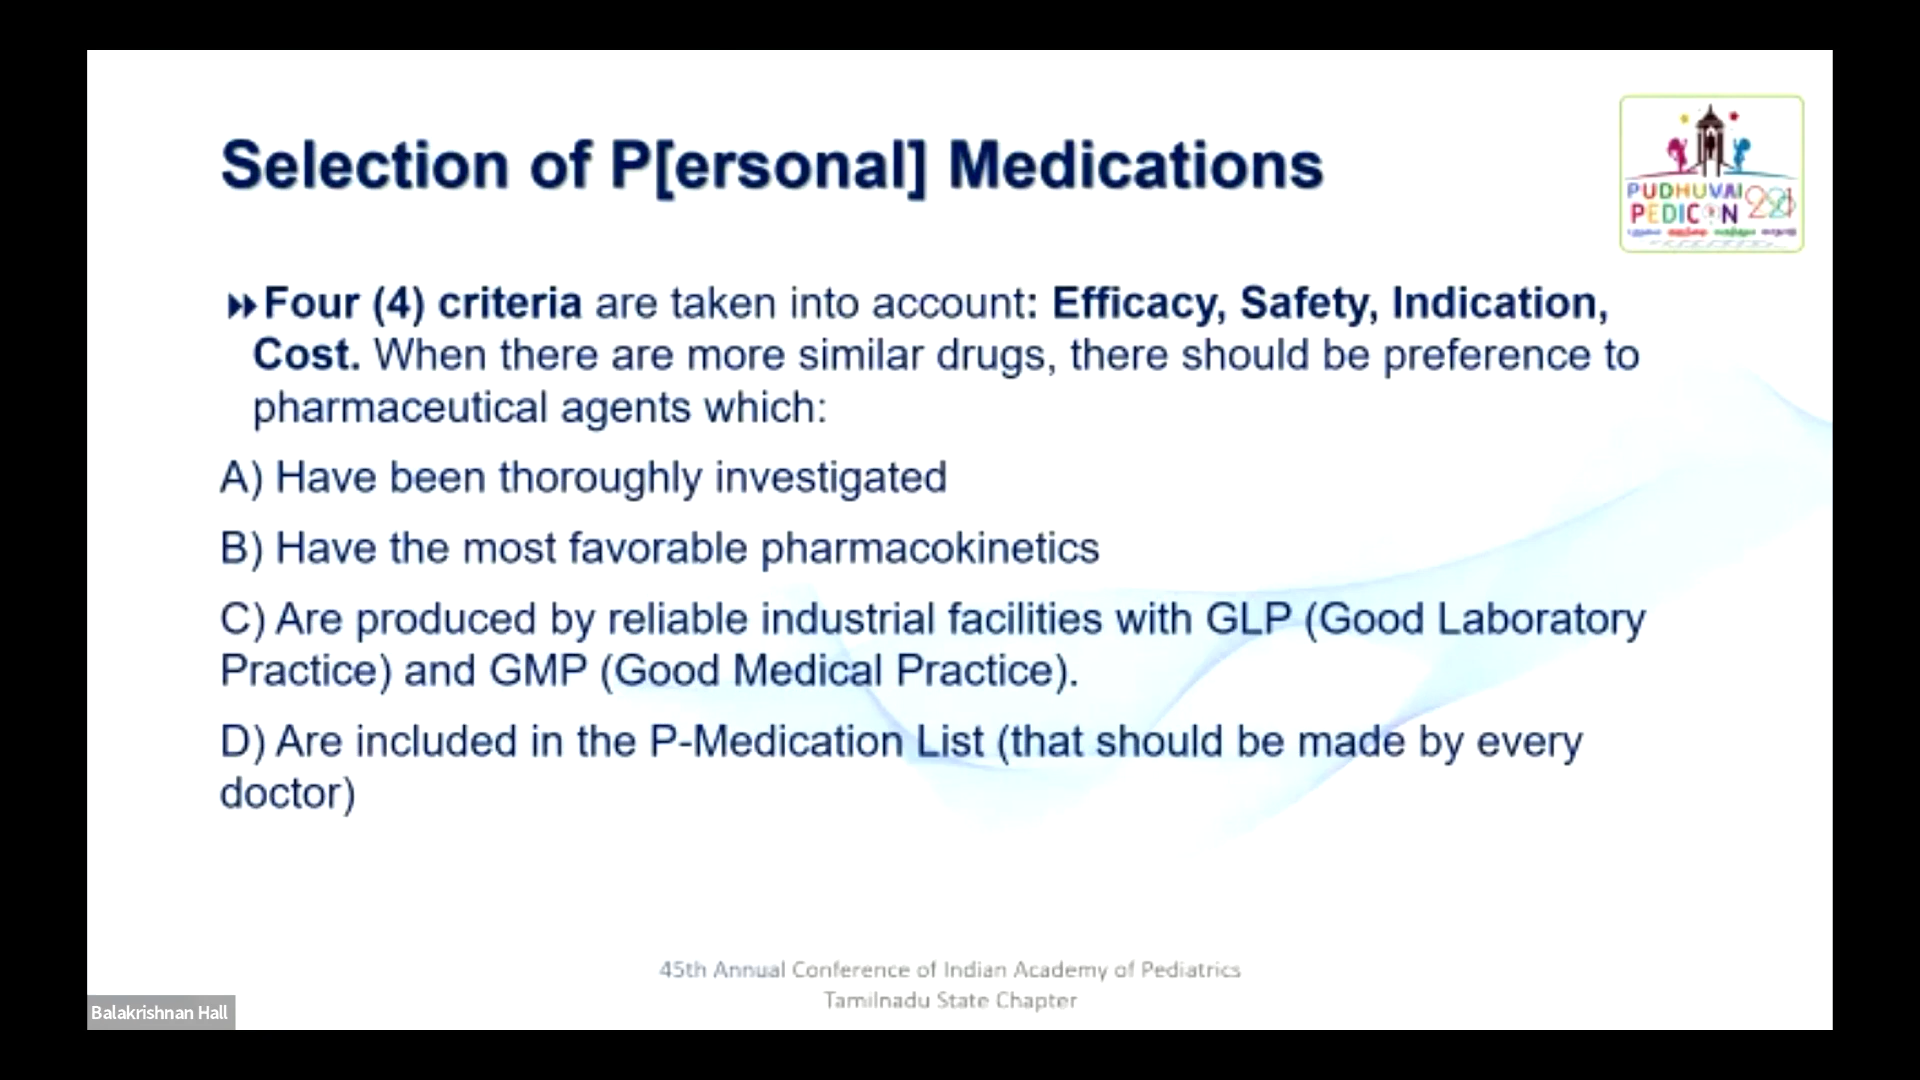 Selection of P[ersonal] Medications
PUDHUVAI
PEDICON 2021
Four (4) criteria are taken into account: Efficacy, Safety, Indication,
Cost. When there are more similar drugs, there should be preference to
pharmaceutical agents which:
A) Have been thoroughly investigated
B) Have the most favorable pharmacokinetics
C) Are produced by reliable industrial facilities with GLP (Good Laboratory
Practice) and GMP (Good Medical Practice).
D) Are included in the P-Medication List (that should be made by every
doctor)
45th Annual Conference of Indian Academy of Pediatrics
Tamilnadu State Chapter
Balakrishnan Hall